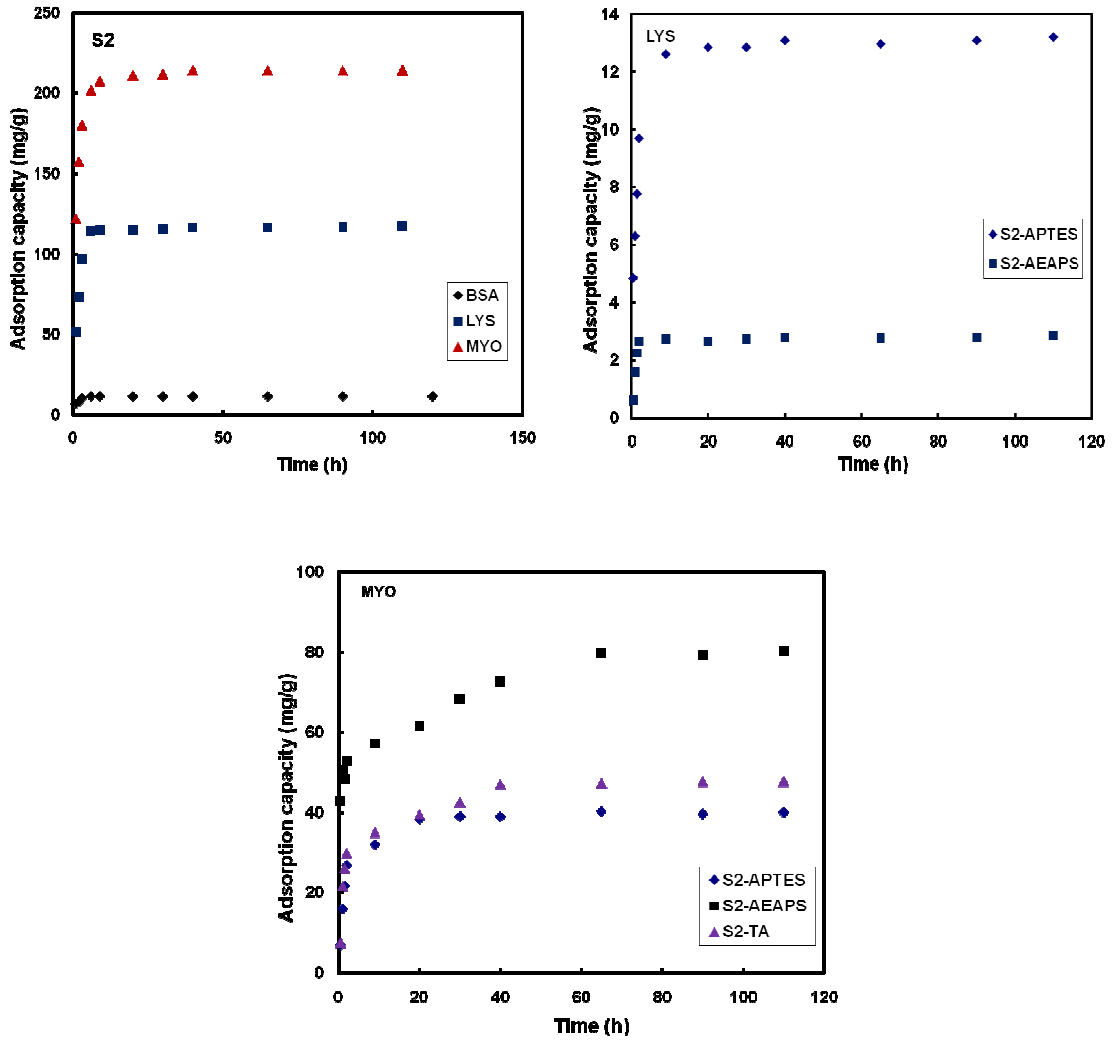 S2
Adsorption capacity (mg/g)
250
200
150
100
50
0
0
50
100
150
Time (h)
BSA
LYS
MYO
LYS
Adsorption capacity (mg/g)
14
12
10
8
6
4
2
0
0
20
40
60
80
100
120
Time (h)
S2-APTES
S2-AEAPS
MYO
Adsorption capacity (mg/g)
100
80
60
40
20
0
0
20
40
60
80
100
120
Time (h)
S2-APTES
S2-AEAPS
S2-TA